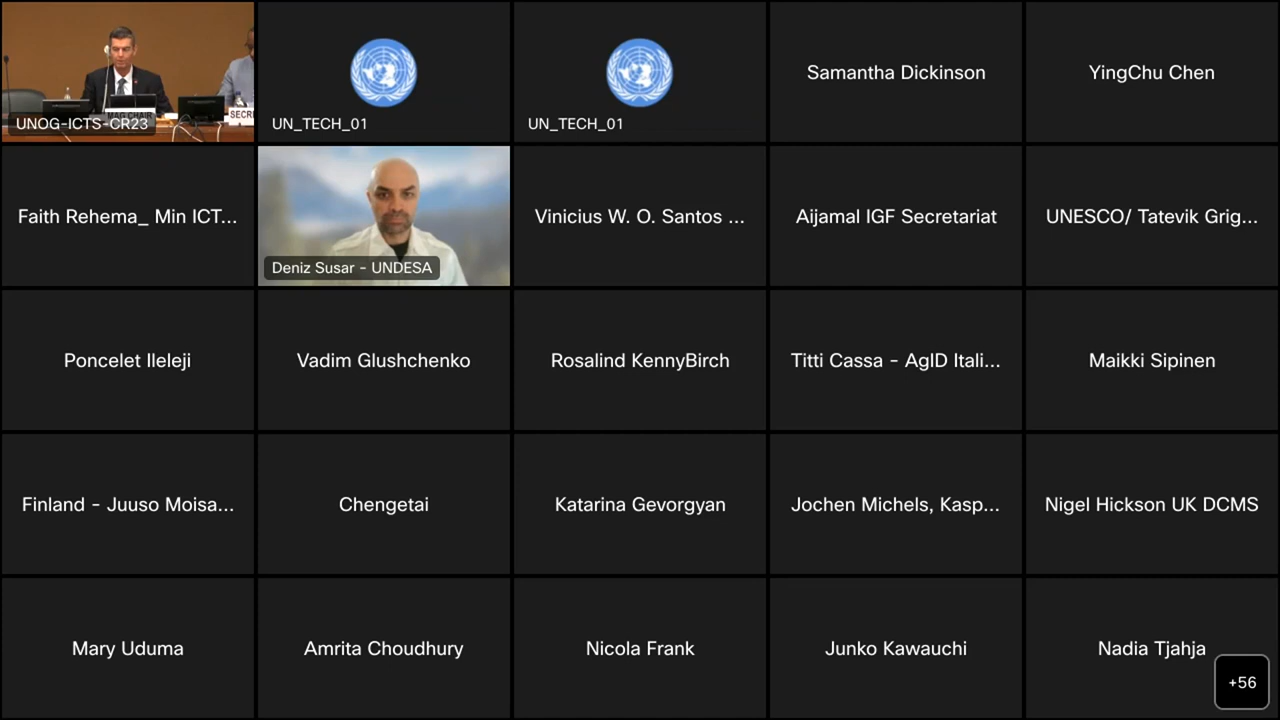 MAG CHAIR
SECR
UNOG-ICTS-CR23
UN_TECH_01
UN_TECH_01
Samantha Dickinson
YingChu Chen
Faith Rehema_ Min ICT...
Deniz Susar - UNDESA
Vinicius W. O. Santos ...
Aijamal IGF Secretariat
UNESCO/ Tatevik Grig...
Poncelet Ileleji
Vadim Glushchenko
Rosalind KennyBirch
Titti Cassa - AgID Itali...
Maikki Sipinen
Finland - Juuso Moisa...
Chengetai
Katarina Gevorgyan
Jochen Michels, Kasp...
Nigel Hickson UK DCMS
Mary Uduma
Amrita Choudhury
Nicola Frank
Junko Kawauchi
Nadia Tjahja
+56